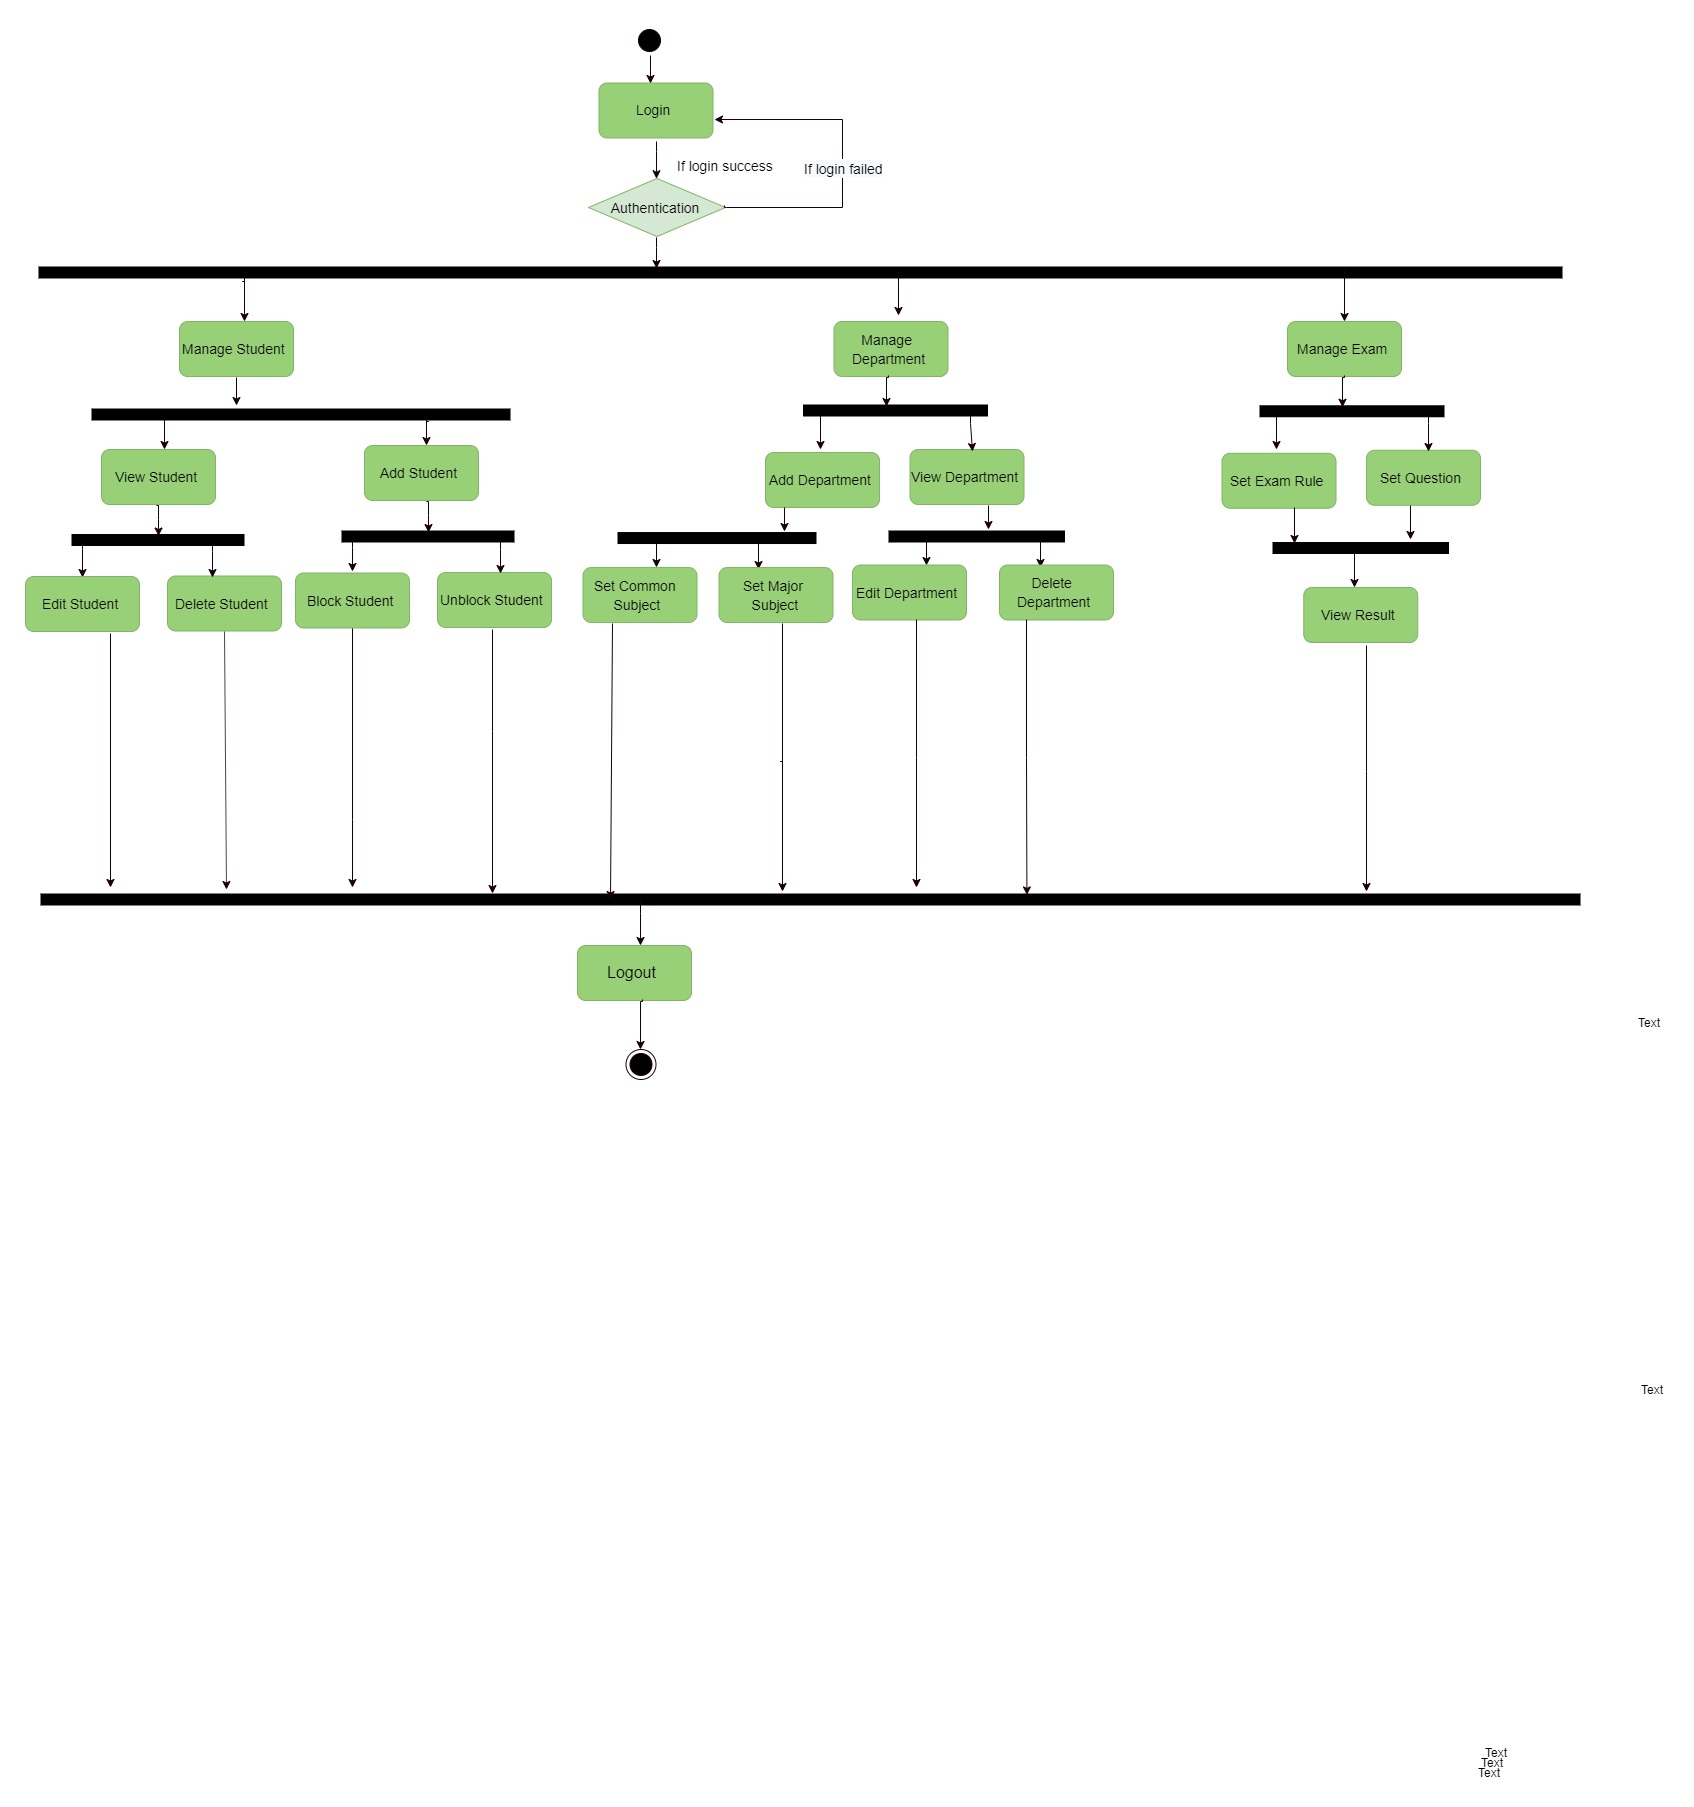 Login
If login success
If login failed
Authentication
Manage Student
Manage
Department
Manage Exam
View Student
Add Student
Add Department
View Department
Set Exam Rule
Set Question
Edit Student
Delete Student
Block Student
Unblock Student
Set Common
Subject
Set Major
Subject
Edit Department
Delete
Department
View Result
Logout
Text
Text
Text
Text
Text